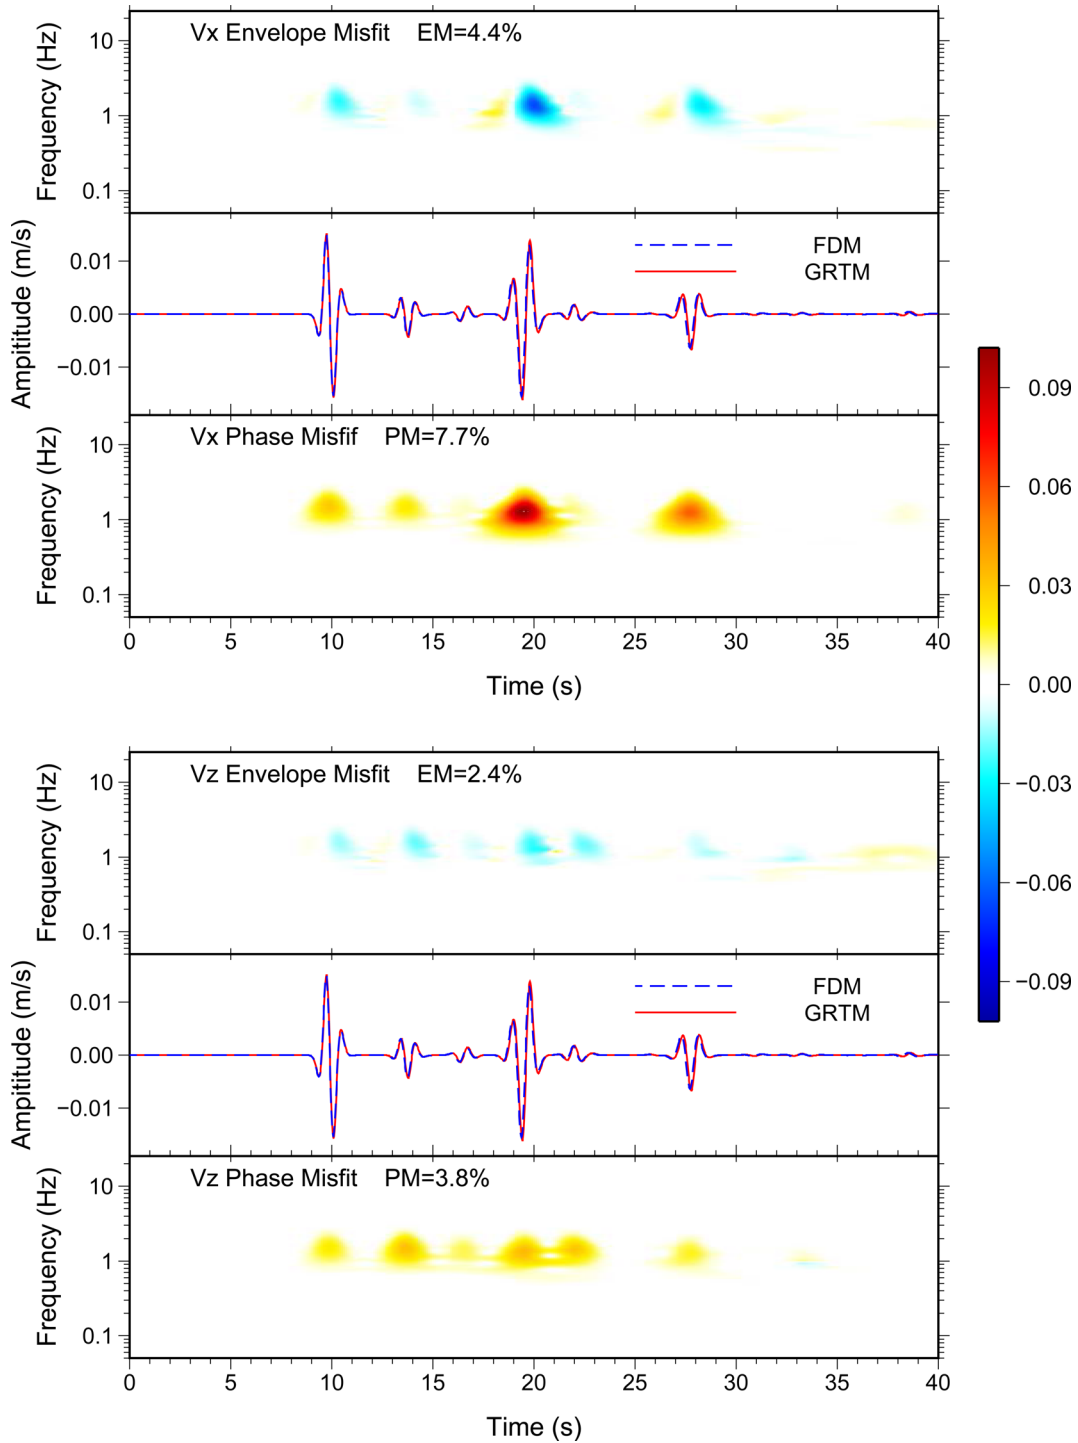 Vx Envelope Misfit EM=4.4%
Frequency (Hz)
10
1
0.1
Ampititude (m/s)
0.01
0.00
−0.01
FDM
GRTM
Vx Phase Misfif PM=7.7%
Frequency (Hz)
10
1
0.1
0 5 10 15 20 25 30 35 40
Time (s)
0.09
0.06
0.03
0.00
−0.03
−0.06
−0.09
Vz Envelope Misfit EM=2.4%
Frequency (Hz)
10
1
0.1
Ampititude (m/s)
0.01
0.00
−0.01
FDM
GRTM
Vz Phase Misfit PM=3.8%
Frequency (Hz)
10
1
0.1
0 5 10 15 20 25 30 35 40
Time (s)